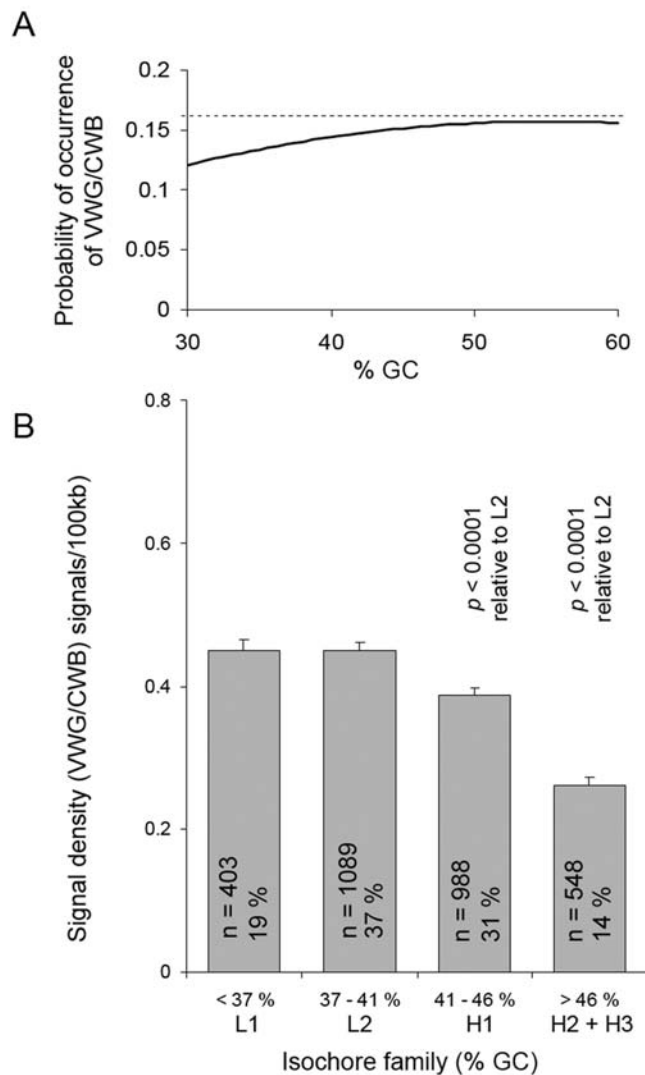 A
Probability of occurrence
of VWG/CWB
0.2
0.15
0.1
0.05
0
30
40
50
60
% GC
B
Signal density (VWG/CWB) signals/100kb
0.8
0.6
0.4
0.2
0
p < 0.0001
relative to L2
p < 0.0001
relative to L2
n = 403
19 %
n = 1089
37 %
n = 988
31 %
n = 548
14 %
< 37 %
37 - 41 %
41 - 46 %
> 46 %
L1
L2
H1
H2 + H3
Isochore family (% GC)